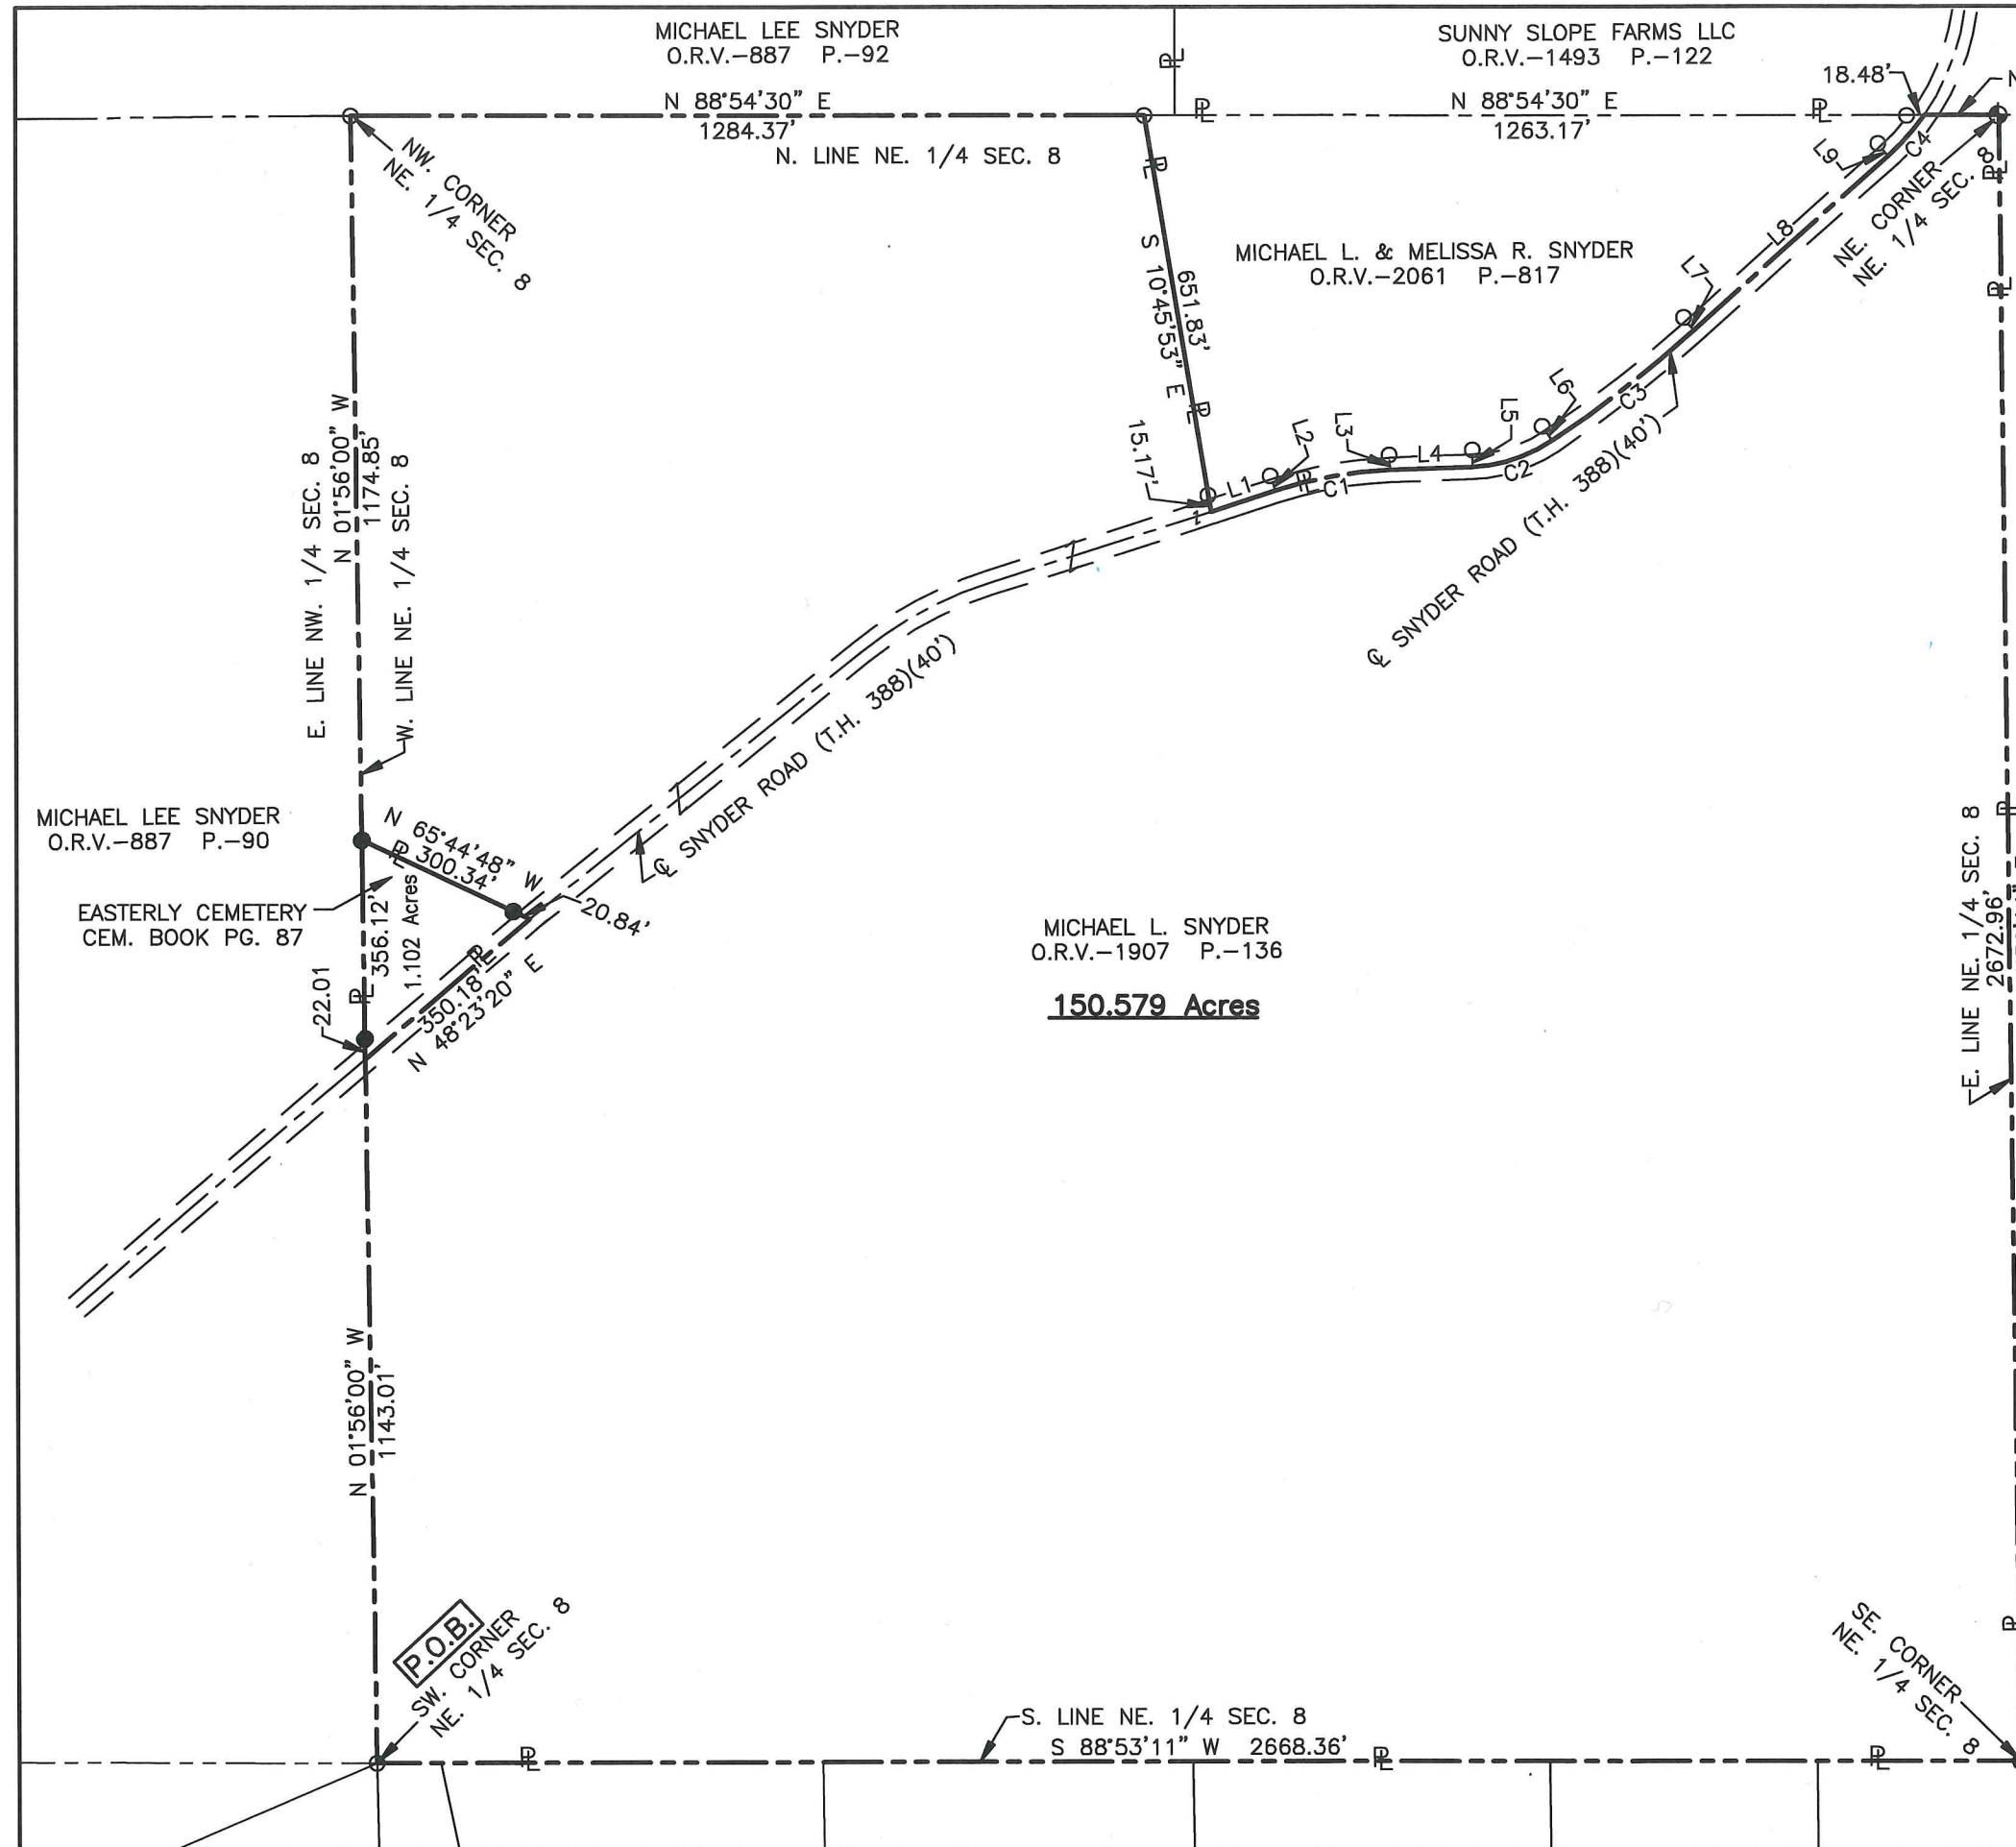 MICHAEL LEE SNYDER
O.R.V.-887 P.-92
SUNNY SLOPE FARMS LLC
O.R.V.-1493 P.-122
18.48'
N
N 88°54'30" E
1284.37'
N. LINE NE. 1/4 SEC. 8
N 88°54'30" E
1263.17'
NW. CORNER
NE. 1/4 SEC. 8
L9
C4
NE. CORNER
NE. 1/4 SEC. 8
S 10°45'53" E
651.83'
MICHAEL L. & MELISSA R. SNYDER
O.R.V.-2061 P.-817
L8
L7
L6
C3
L5
L4
C2
L3
L2
C1
L1
15.17'
℄ SNYDER ROAD (T.H. 388)(40')
E. LINE NW. 1/4 SEC. 8
N 01°56'00" W
1174.85'
W. LINE NE. 1/4 SEC. 8
℄ SNYDER ROAD (T.H. 388)(40')
MICHAEL LEE SNYDER
O.R.V.-887 P.-90
N 65°44'48" W
300.34'
EASTERLY CEMETERY
CEM. BOOK PG. 87
356.12'
1.102 Acres
20.84'
22.01
350.18'
N 48°23'20" E
MICHAEL L. SNYDER
O.R.V.-1907 P.-136
150.579 Acres
E. LINE NE. 1/4 SEC. 8
2672.96'
N 01°56'00" W
1143.01'
P.O.B.
SW. CORNER
NE. 1/4 SEC. 8
SE. CORNER
NE. 1/4 SEC. 8
S. LINE NE. 1/4 SEC. 8
S 88°53'11" W 2668.36'